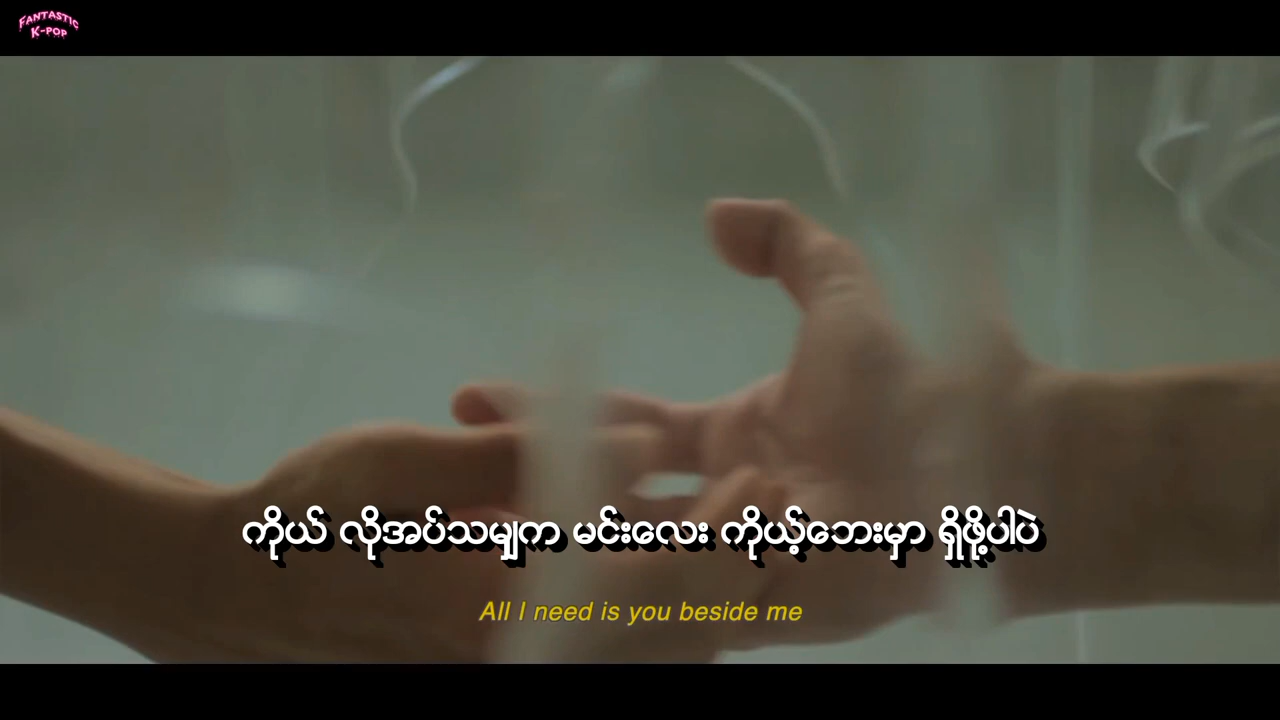 FANTASTIC
K-POP
ကိုယ် လိုအပ်သမျှက မင်းလေး ကိုယ့်ဘေးမှာ ရှိဖို့ပါပဲ
All I need is you beside me